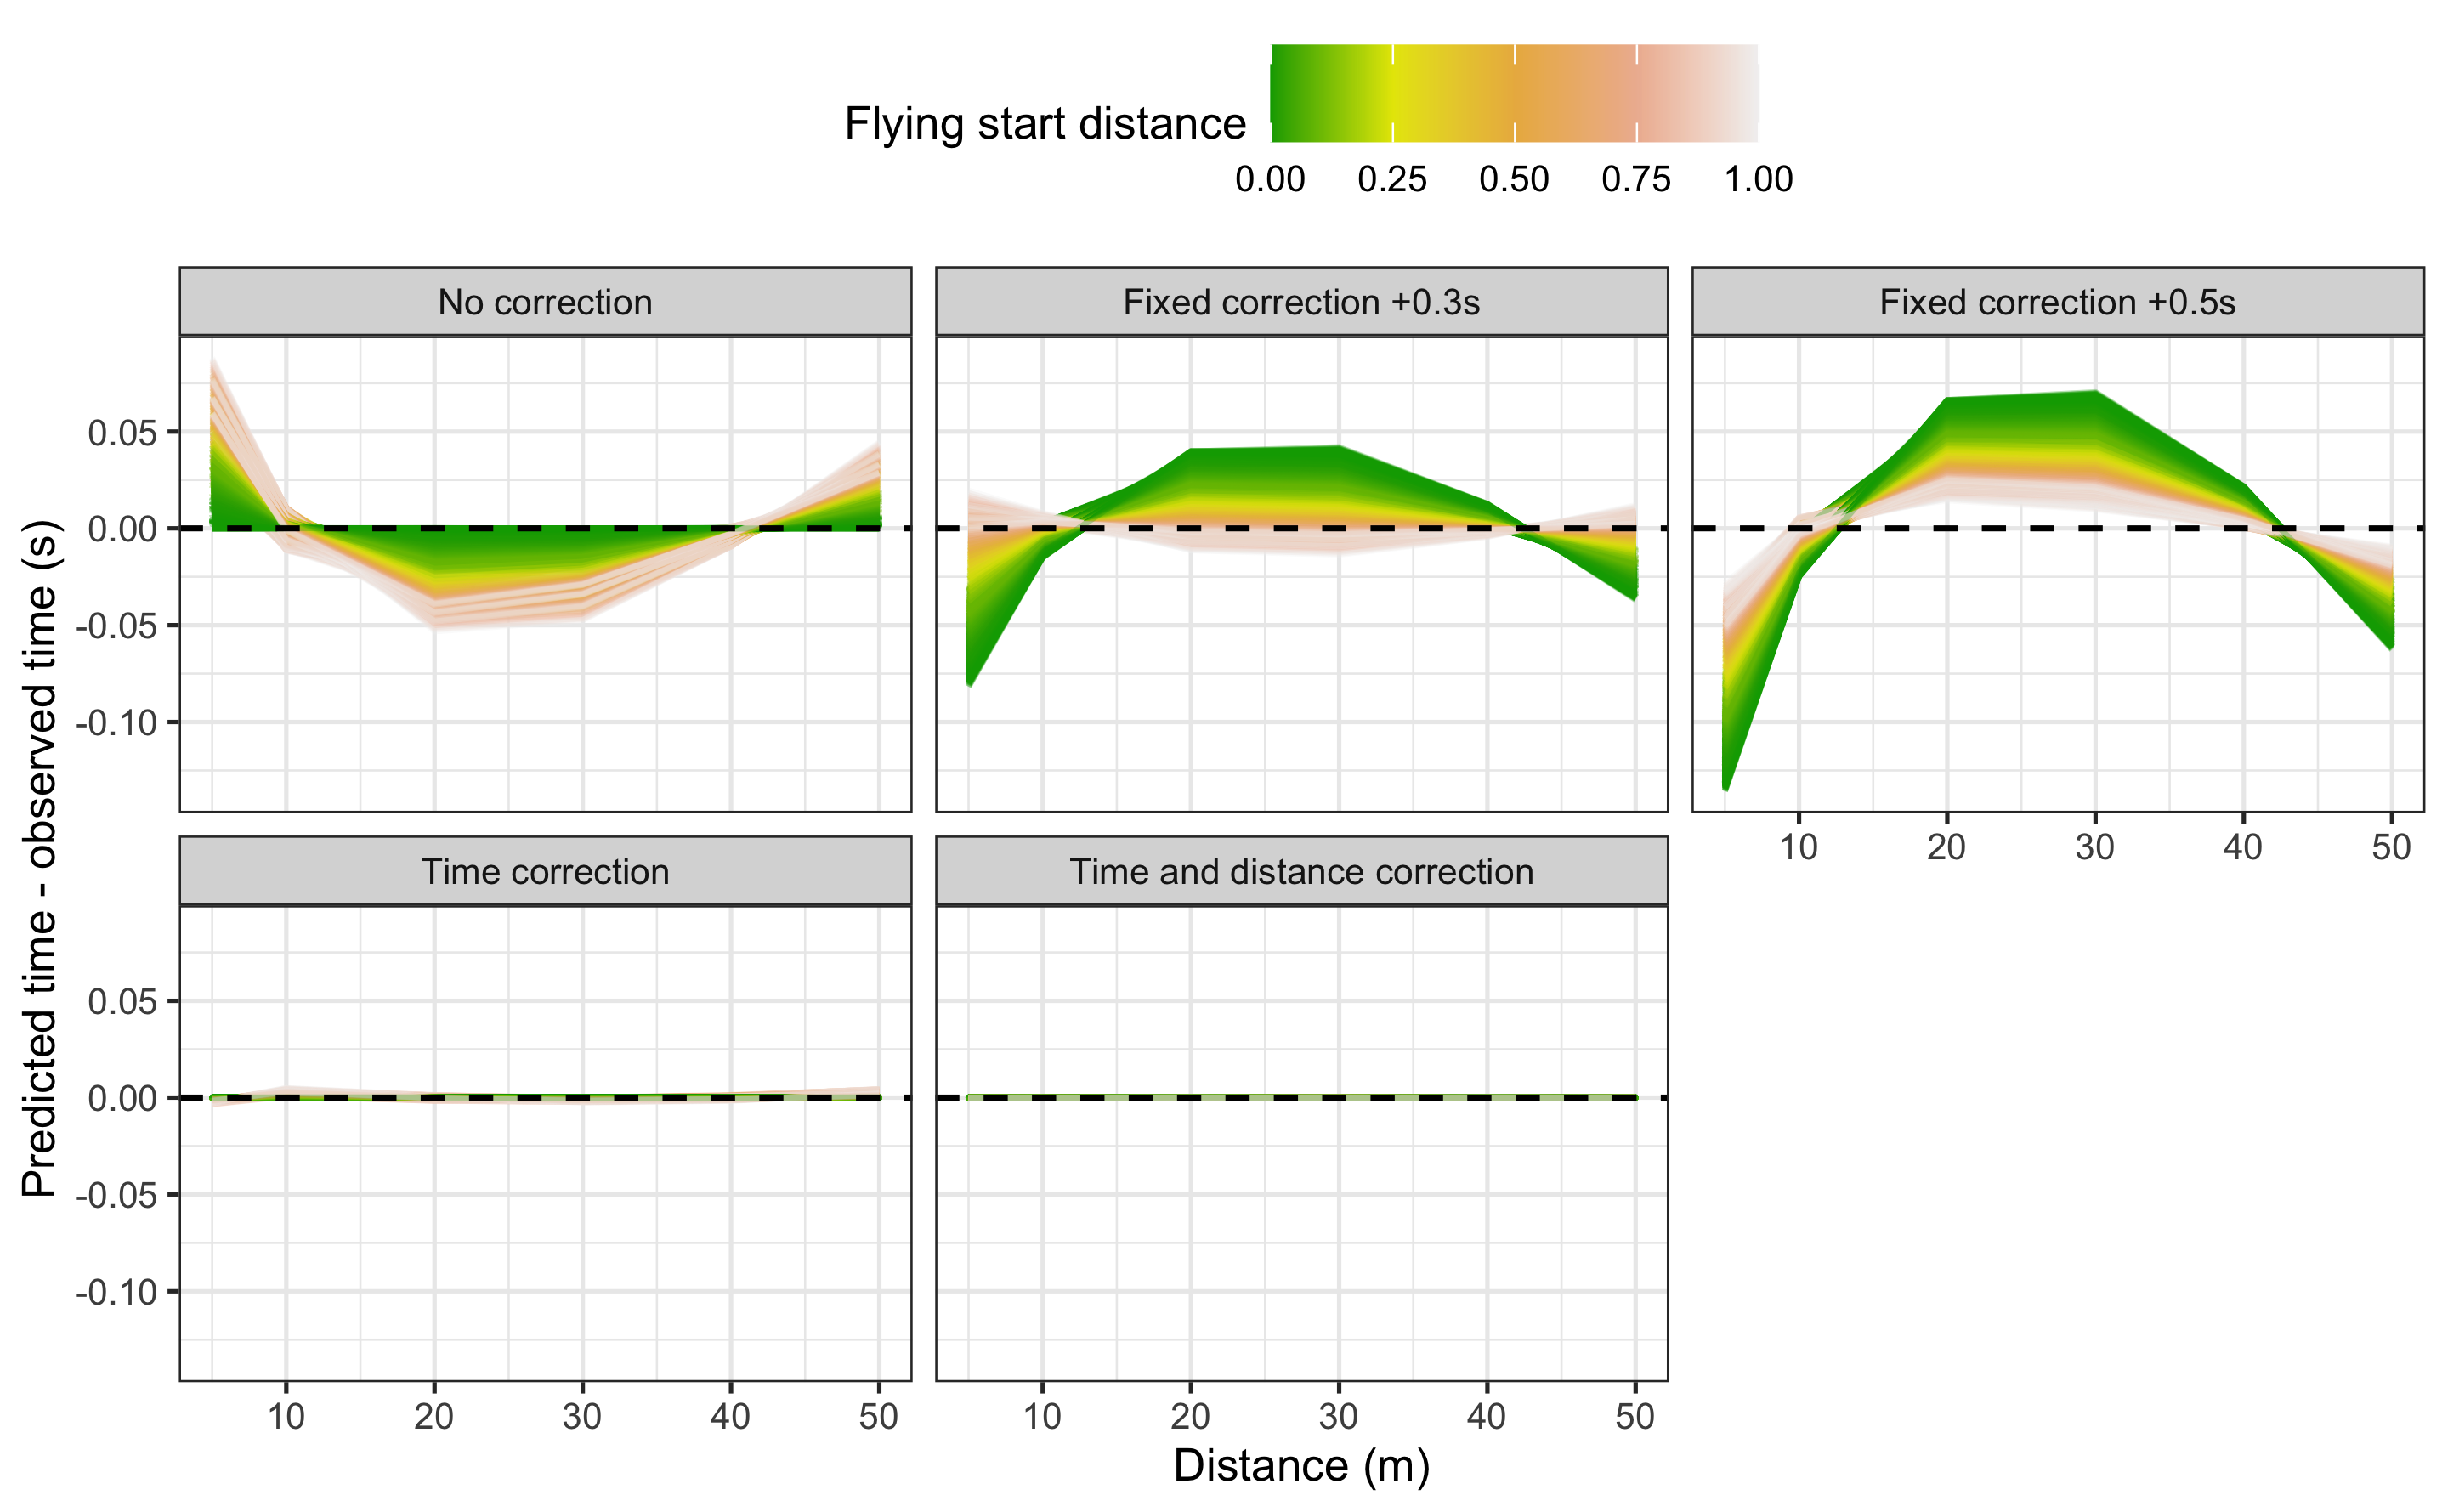 Flying start distance
0.00 0.25 0.50 0.75 1.00
No correction
Fixed correction +0.3s
Fixed correction +0.5s
0.05
0.00
-0.05
-0.10
10 20 30 40 50
Predicted time - observed time (s)
Time correction
Time and distance correction
0.05
0.00
-0.05
-0.10
10 20 30 40 50
10 20 30 40 50
Distance (m)